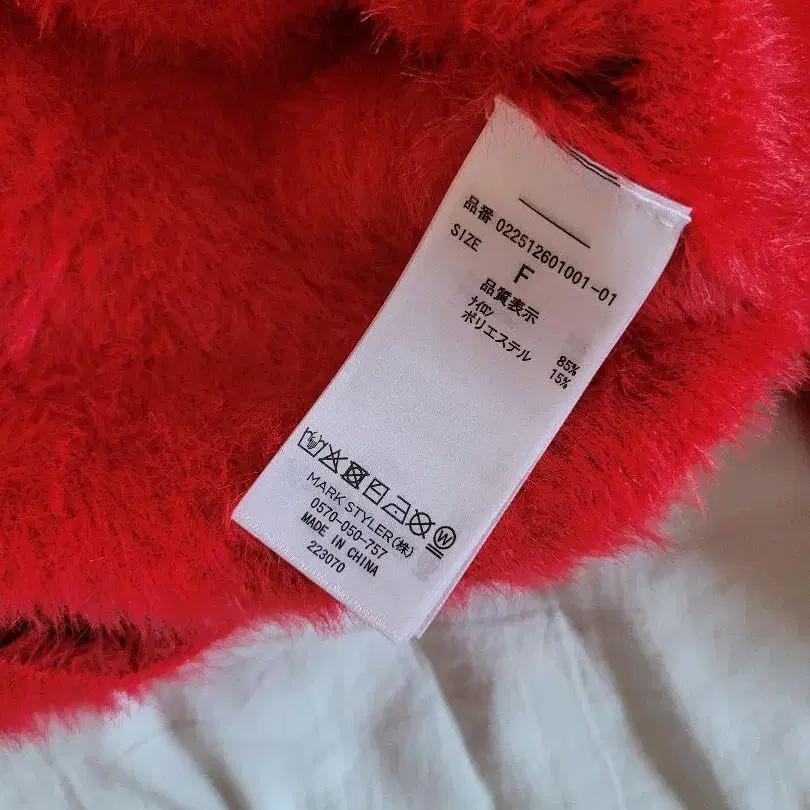 品番 022512601001-01
SIZE F
品質表示
ﾅｲﾛﾝ 85%
ポリエステル 15%
W
MARK STYLER(株)
0570-050-757
MADE IN CHINA
223070